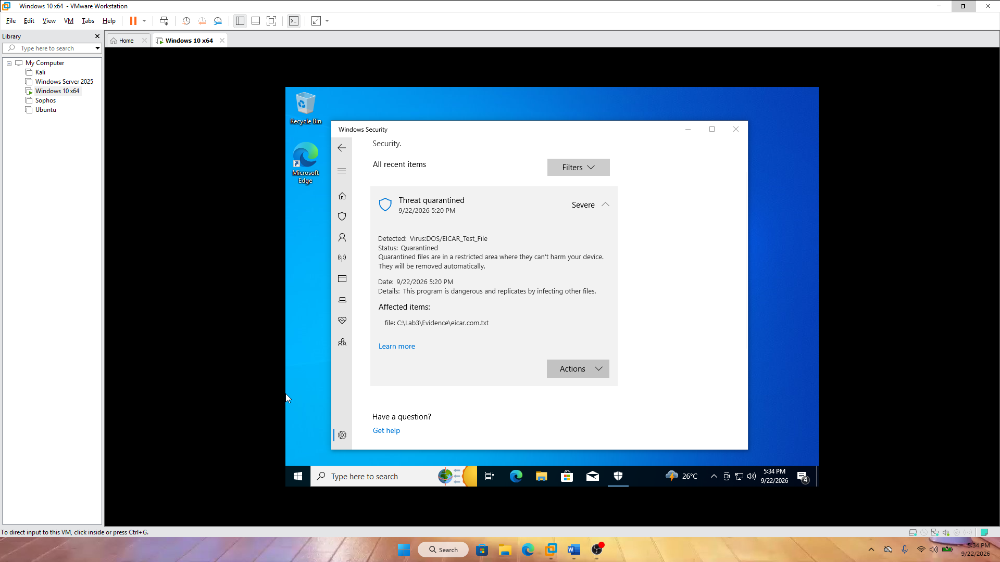 Windows 10 x64 - VMware Workstation
File Edit View VM Tabs Help
Library
Type here to search
My Computer
Kali
Windows Server 2025
Windows 10 x64
Sophos
Ubuntu
Home
Windows 10 x64
Recycle Bin
Microsoft
Edge
Windows Security
Security.
All recent items
Filters
Threat quarantined
9/22/2026 5:20 PM
Severe
Detected: Virus:DOS/EICAR_Test_File
Status: Quarantined
Quarantined files are in a restricted area where they can't harm your device.
They will be removed automatically.
Date: 9/22/2026 5:20 PM
Details: This program is dangerous and replicates by infecting other files.
Affected items:
file: C:\Lab3\Evidence\eicar.com.txt
Learn more
Actions
Have a question?
Get help
Type here to search
26°C
5:34 PM
9/22/2026
4
To direct input to this VM, click inside or press Ctrl+G.
Search
5:34 PM
9/22/2026